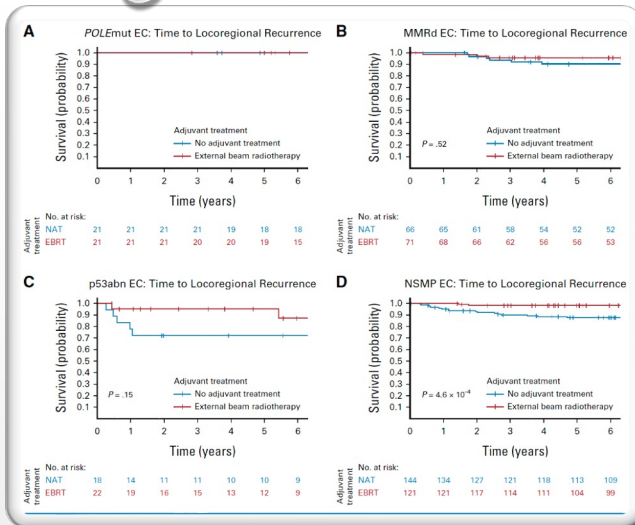 A
POLEmut EC: Time to Locoregional Recurrence
Survival (probability)
1.0
0.9
0.8
0.7
0.6
0.5
0.4
0.3
0.2
0.1
Adjuvant treatment
No adjuvant treatment
External beam radiotherapy
0 1 2 3 4 5 6
Time (years)
Adjuvant treatment
No. at risk:
NAT 21 21 21 21 19 18 18
EBRT 21 21 21 20 20 19 15
B
MMRd EC: Time to Locoregional Recurrence
Survival (probability)
1.0
0.9
0.8
0.7
0.6
0.5
0.4
0.3
0.2
0.1
P = .52
Adjuvant treatment
No adjuvant treatment
External beam radiotherapy
0 1 2 3 4 5 6
Time (years)
Adjuvant treatment
No. at risk:
NAT 66 65 61 58 54 52 52
EBRT 71 68 66 62 56 56 53
C
p53abn EC: Time to Locoregional Recurrence
Survival (probability)
1.0
0.9
0.8
0.7
0.6
0.5
0.4
0.3
0.2
0.1
P = .15
Adjuvant treatment
No adjuvant treatment
External beam radiotherapy
0 1 2 3 4 5 6
Time (years)
Adjuvant treatment
No. at risk:
NAT 18 14 11 11 10 10 9
EBRT 22 19 16 15 13 12 9
D
NSMP EC: Time to Locoregional Recurrence
Survival (probability)
1.0
0.9
0.8
0.7
0.6
0.5
0.4
0.3
0.2
0.1
P = 4.6 × 10⁻⁴
Adjuvant treatment
No adjuvant treatment
External beam radiotherapy
0 1 2 3 4 5 6
Time (years)
Adjuvant treatment
No. at risk:
NAT 144 134 127 121 118 113 109
EBRT 121 121 117 114 111 104 99